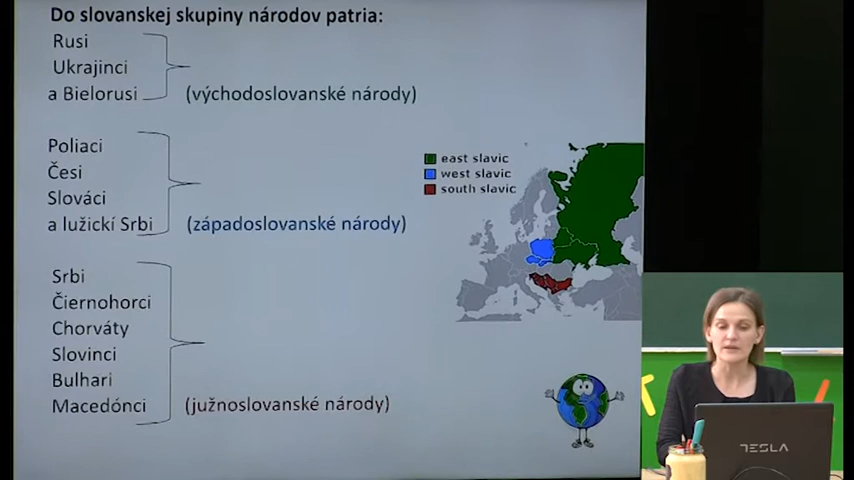 Do slovanskej skupiny národov patria:
Rusi
Ukrajinci
a Bielorusi
(východoslovanské národy)
Poliaci
Česi
Slováci
a lužickí Srbi
(západoslovanské národy)
Srbi
Čiernohorci
Chorváty
Slovinci
Bulhari
Macedónci
(južnoslovanské národy)
east slavic
west slavic
south slavic
TESLA